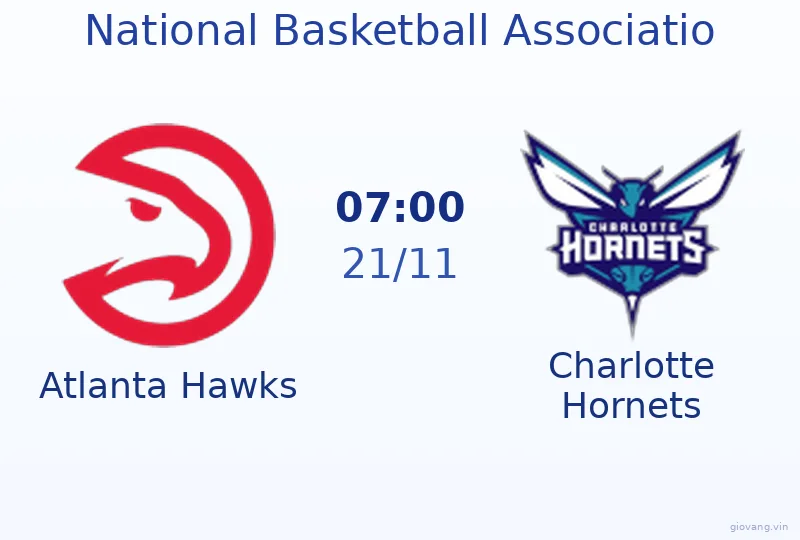 National Basketball Associatio
07:00
21/11
CHARLOTTE
HORNETS
Atlanta Hawks
Charlotte
Hornets
giovang.vin